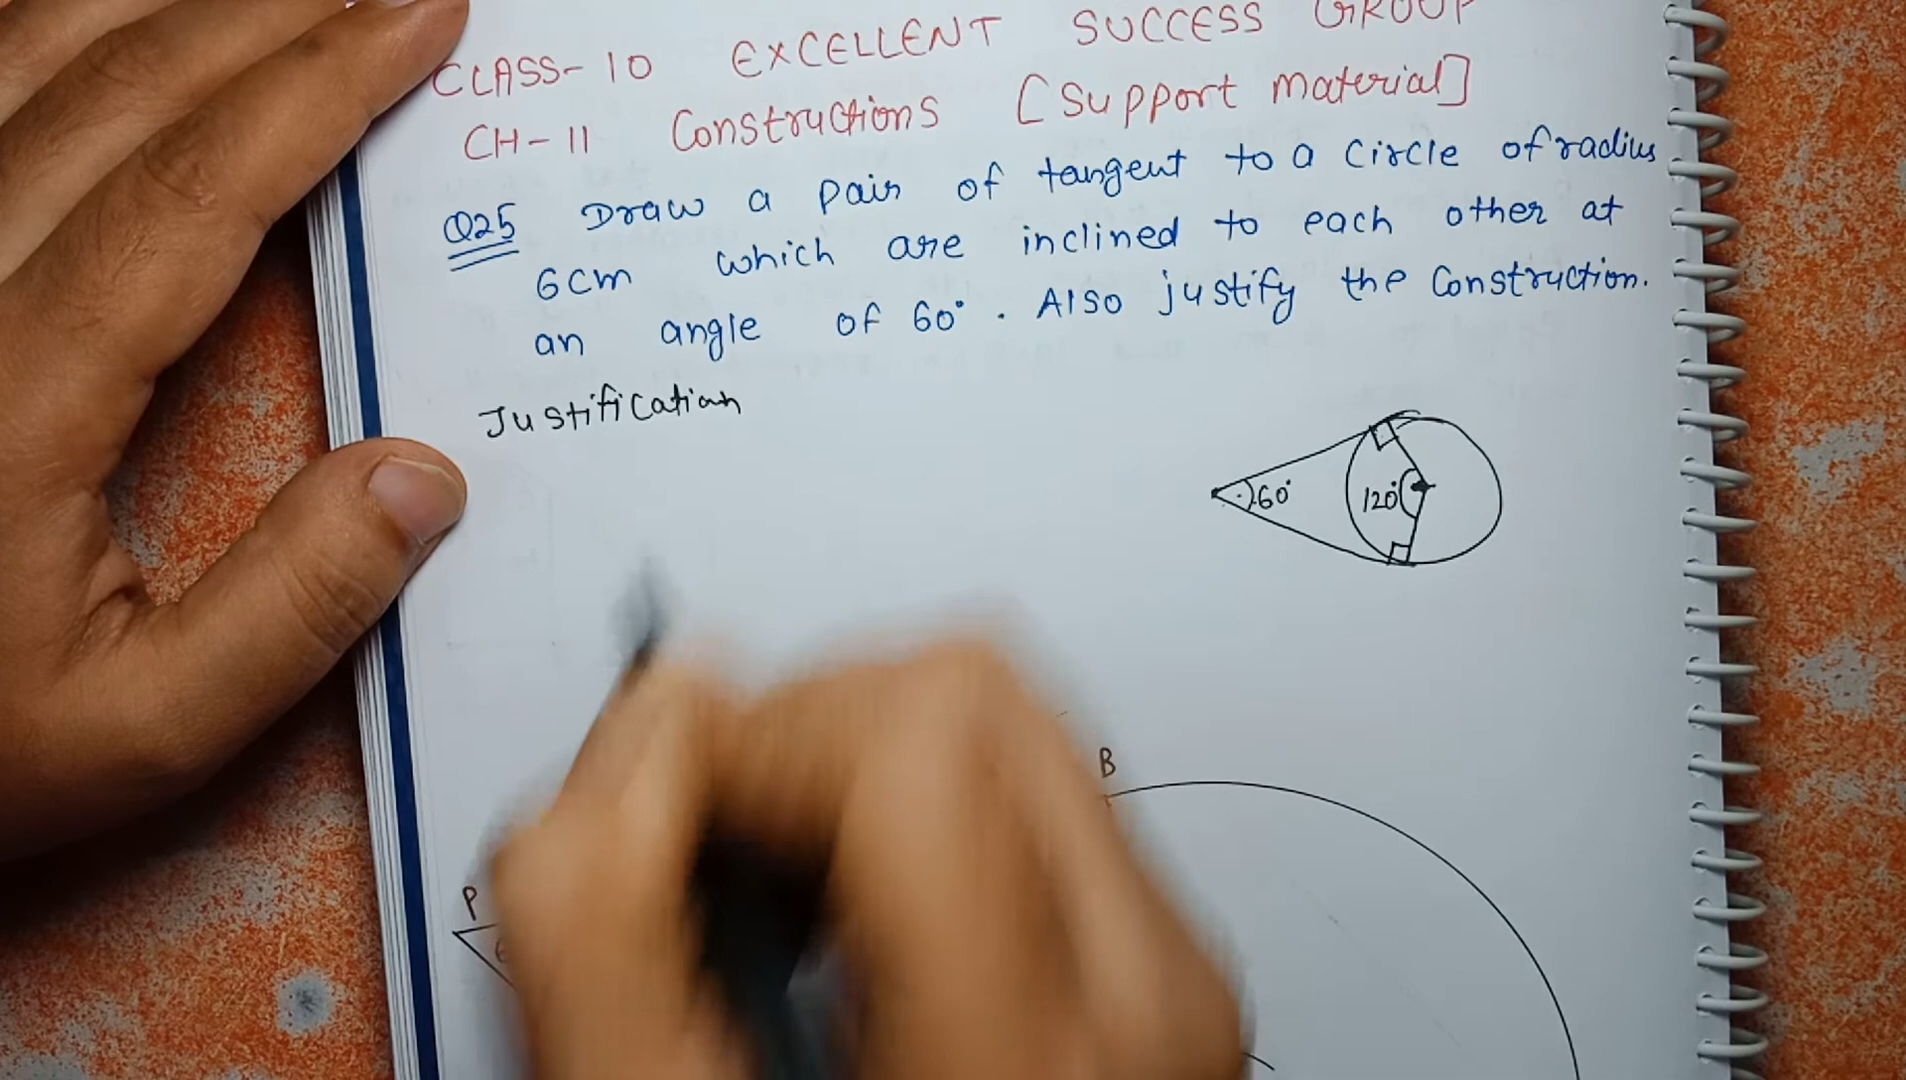 CLASS-10 EXCELLENT SUCCESS GROUP
CH-11 Constructions [Support Material]
Q25 Draw a pair of tangent to a circle of radius
6cm which are inclined to each other at
an angle of 60°. Also justify the Construction.
Justification
60°
120°
B
P